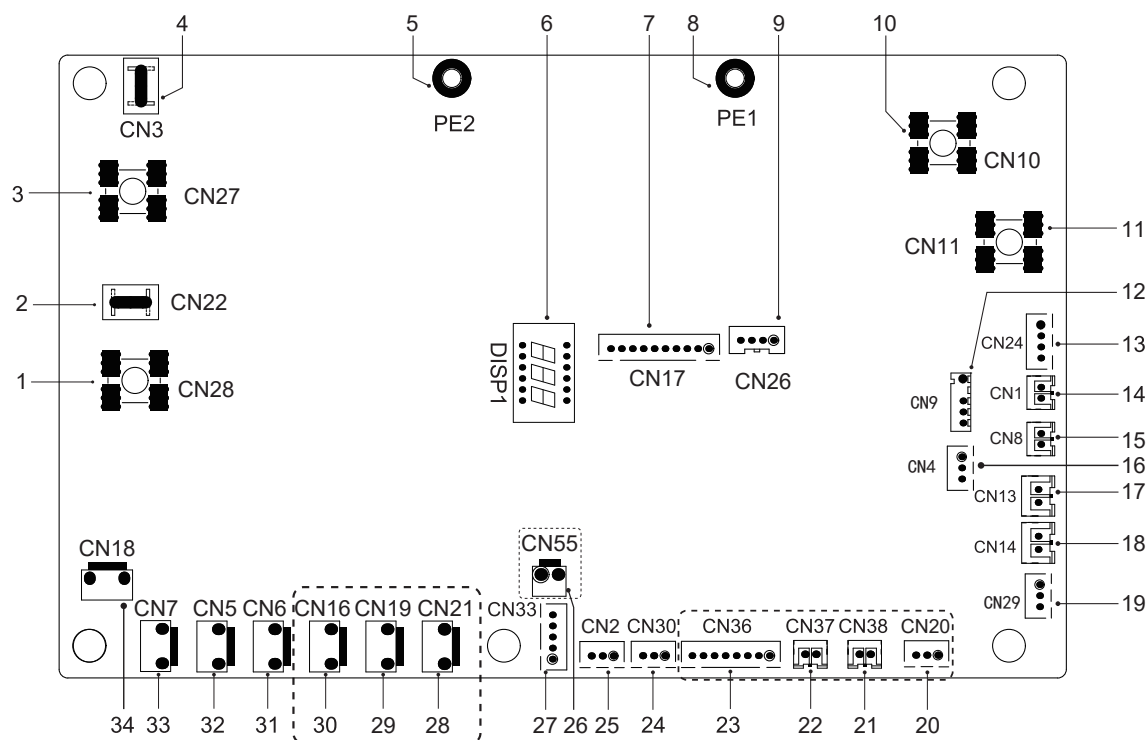 4 5 6 7 8 9 10
CN3
PE2
PE1
CN10
3
CN27
CN11
11
12
2
CN22
CN24
13
DISP1
CN17
CN26
1
CN28
CN9
CN1
14
CN8
15
CN4
16
CN13
17
CN18
CN55
CN14
18
CN7 CN5 CN6 CN16 CN19 CN21
CN33
CN2 CN30 CN36 CN37 CN38 CN20
CN29
19
34 33 32 31 30 29 28 27 26 25 24 23 22 21 20